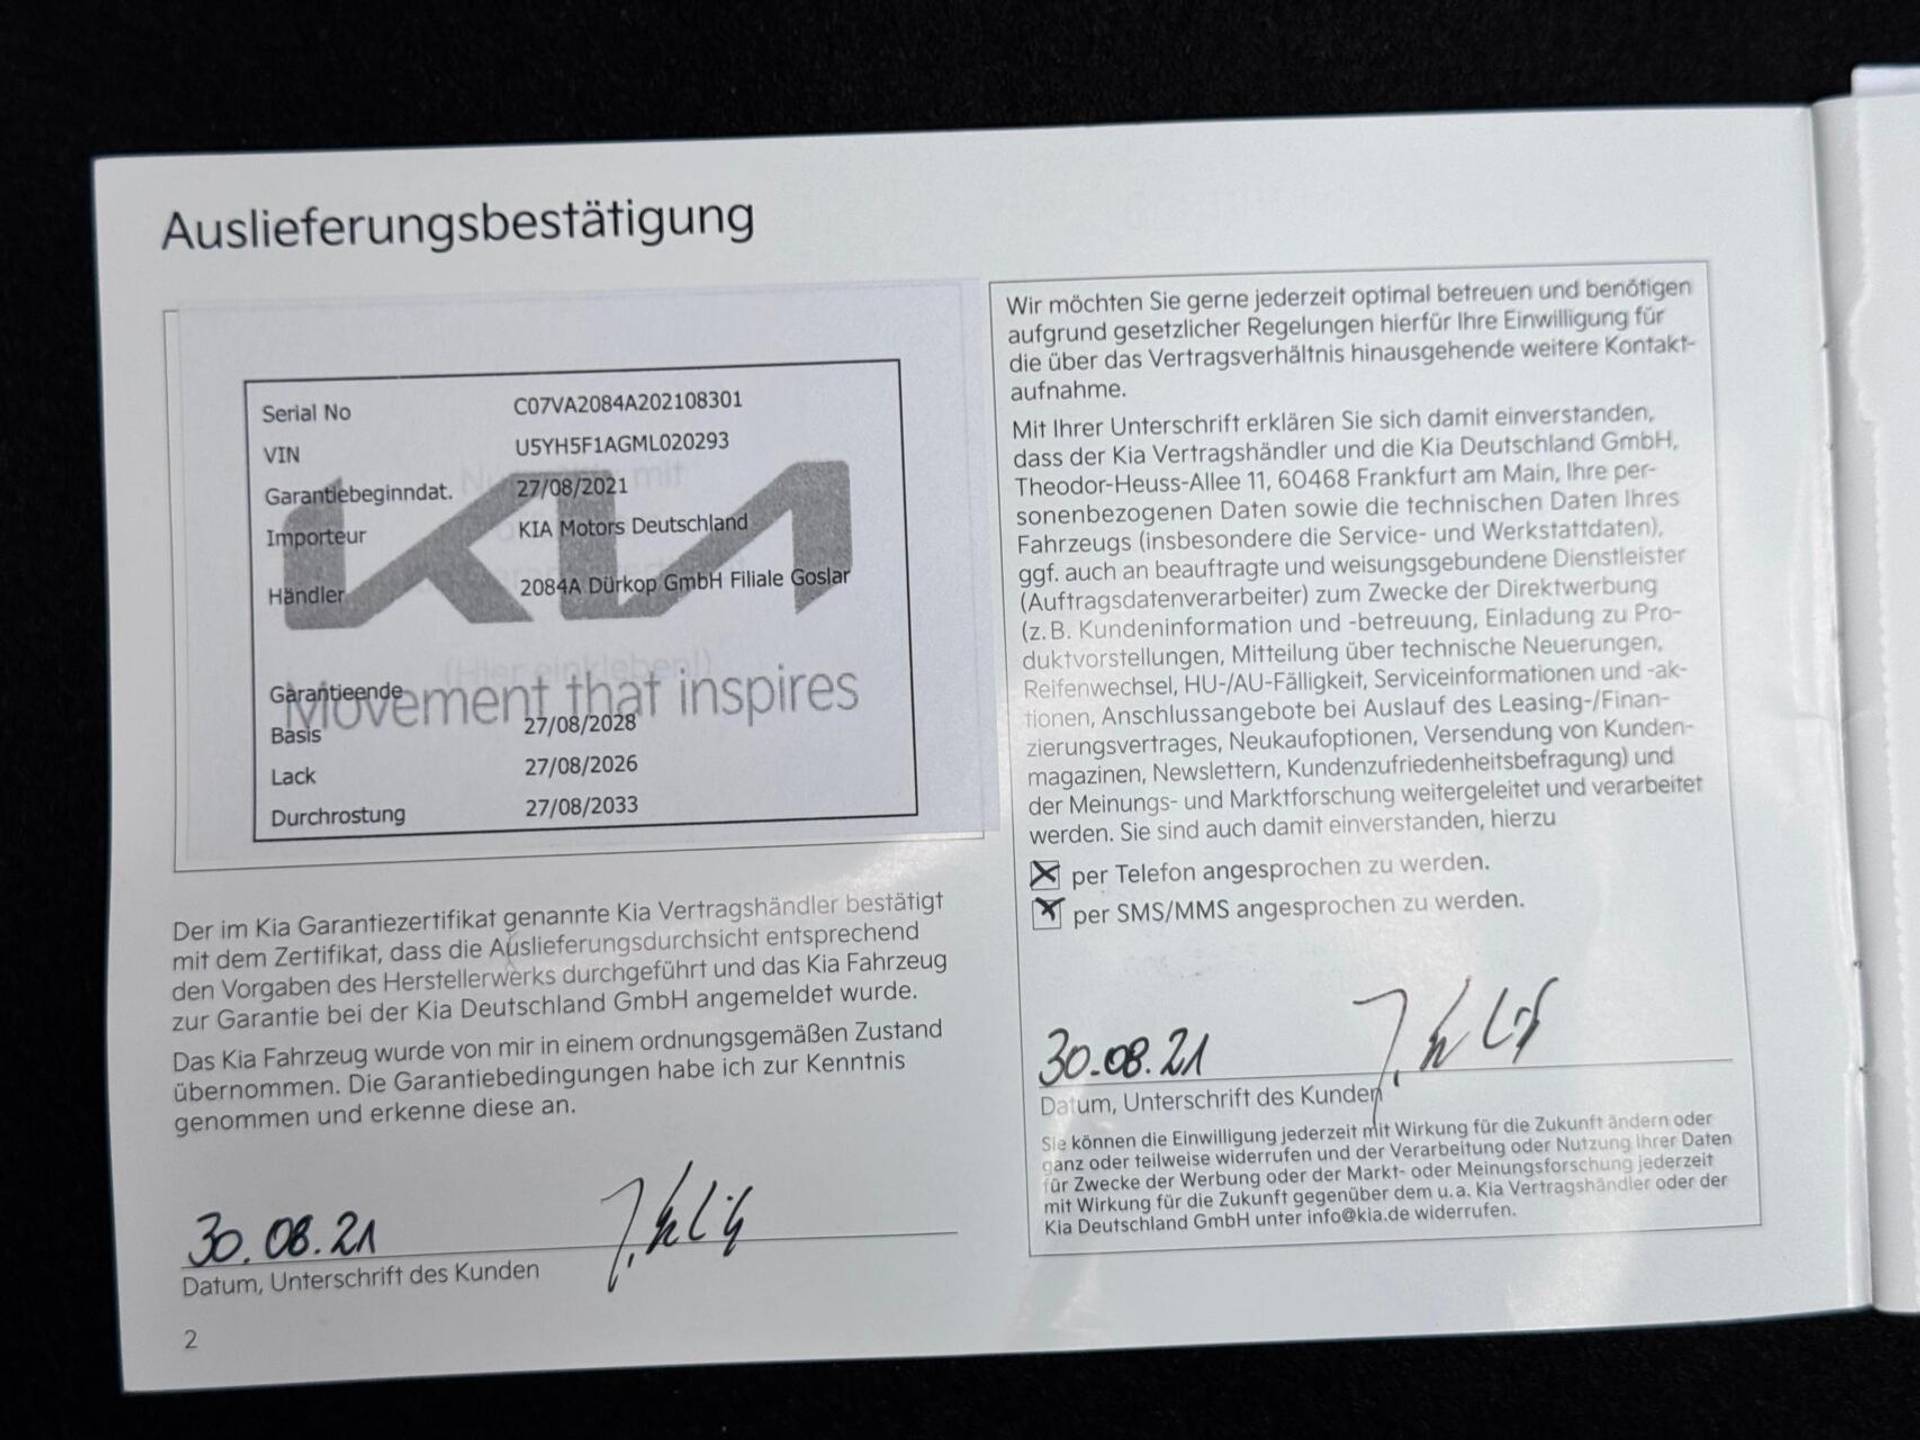 Auslieferungsbestätigung
Serial No C07VA2084A202108301
VIN U5YH5F1AGML020293
Garantiebeginndat. 27/08/2021
Importeur KIA Motors Deutschland
Händler 2084A Dürkop GmbH Filiale Goslar
KIA
(Hier einkleben!)
Movement that inspires
Garantieende
Basis 27/08/2028
Lack 27/08/2026
Durchrostung 27/08/2033
Der im Kia Garantiezertifikat genannte Kia Vertragshändler bestätigt
mit dem Zertifikat, dass die Auslieferungsdurchsicht entsprechend
den Vorgaben des Herstellerwerks durchgeführt und das Kia Fahrzeug
zur Garantie bei der Kia Deutschland GmbH angemeldet wurde.
Das Kia Fahrzeug wurde von mir in einem ordnungsgemäßen Zustand
übernommen. Die Garantiebedingungen habe ich zur Kenntnis
genommen und erkenne diese an.
30.08.21
Datum, Unterschrift des Kunden
2
Wir möchten Sie gerne jederzeit optimal betreuen und benötigen
aufgrund gesetzlicher Regelungen hierfür Ihre Einwilligung für
die über das Vertragsverhältnis hinausgehende weitere Kontakt-
aufnahme.
Mit Ihrer Unterschrift erklären Sie sich damit einverstanden,
dass der Kia Vertragshändler und die Kia Deutschland GmbH,
Theodor-Heuss-Allee 11, 60468 Frankfurt am Main, Ihre per-
sonenbezogenen Daten sowie die technischen Daten Ihres
Fahrzeugs (insbesondere die Service- und Werkstattdaten),
ggf. auch an beauftragte und weisungsgebundene Dienstleister
(Auftragsdatenverarbeiter) zum Zwecke der Direktwerbung
(z. B. Kundeninformation und -betreuung, Einladung zu Pro-
duktvorstellungen, Mitteilung über technische Neuerungen,
Reifenwechsel, HU-/AU-Fälligkeit, Serviceinformationen und -ak-
tionen, Anschlussangebote bei Auslauf des Leasing-/Finan-
zierungsvertrages, Neukaufoptionen, Versendung von Kunden-
magazinen, Newslettern, Kundenzufriedenheitsbefragung) und
der Meinungs- und Marktforschung weitergeleitet und verarbeitet
werden. Sie sind auch damit einverstanden, hierzu
per Telefon angesprochen zu werden.
per SMS/MMS angesprochen zu werden.
30.08.21
Datum, Unterschrift des Kunden
Sie können die Einwilligung jederzeit mit Wirkung für die Zukunft ändern oder
ganz oder teilweise widerrufen und der Verarbeitung oder Nutzung Ihrer Daten
für Zwecke der Werbung oder der Markt- oder Meinungsforschung jederzeit
mit Wirkung für die Zukunft gegenüber dem u. a. Kia Vertragshändler oder der
Kia Deutschland GmbH unter info@kia.de widerrufen.